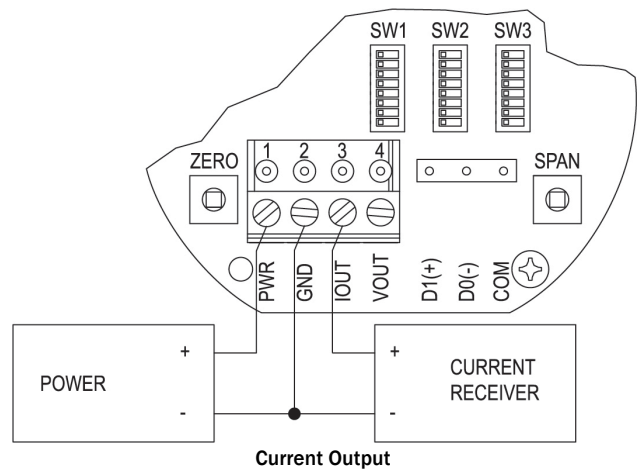 SW1 SW2 SW3
1 2 3 4
ZERO
SPAN
PWR
GND
IOUT
VOUT
D1(+)
D0(-)
COM
+
POWER
-
+
CURRENT
RECEIVER
-
Current Output